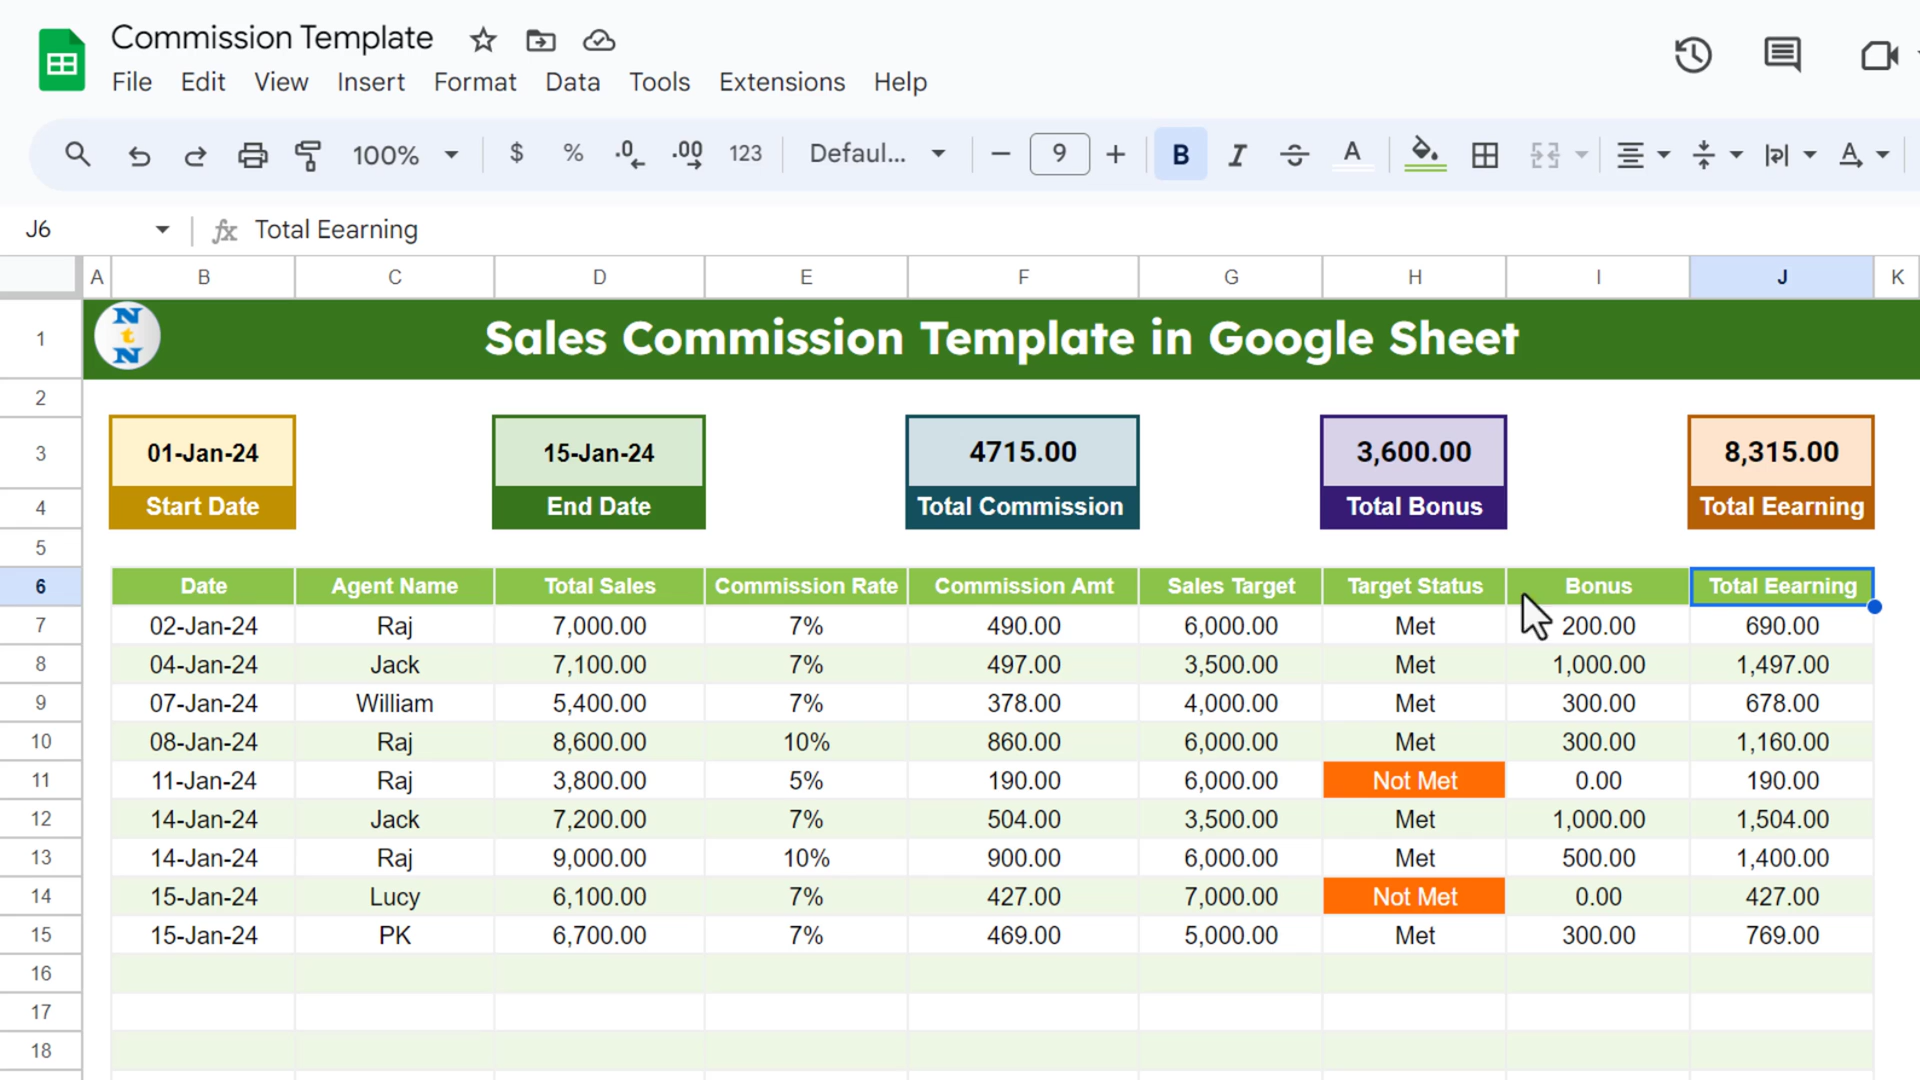 Commission Template
File Edit View Insert Format Data Tools Extensions Help
100% $ % .0 .00 123 Defaul... 9 B I A A
J6 fx Total Eearning
A B C D E F G H I J K
1 N t N Sales Commission Template in Google Sheet
2
3 01-Jan-24 15-Jan-24 4715.00 3,600.00 8,315.00
4 Start Date End Date Total Commission Total Bonus Total Eearning
5
6 Date Agent Name Total Sales Commission Rate Commission Amt Sales Target Target Status Bonus Total Eearning
7 02-Jan-24 Raj 7,000.00 7% 490.00 6,000.00 Met 200.00 690.00
8 04-Jan-24 Jack 7,100.00 7% 497.00 3,500.00 Met 1,000.00 1,497.00
9 07-Jan-24 William 5,400.00 7% 378.00 4,000.00 Met 300.00 678.00
10 08-Jan-24 Raj 8,600.00 10% 860.00 6,000.00 Met 300.00 1,160.00
11 11-Jan-24 Raj 3,800.00 5% 190.00 6,000.00 Not Met 0.00 190.00
12 14-Jan-24 Jack 7,200.00 7% 504.00 3,500.00 Met 1,000.00 1,504.00
13 14-Jan-24 Raj 9,000.00 10% 900.00 6,000.00 Met 500.00 1,400.00
14 15-Jan-24 Lucy 6,100.00 7% 427.00 7,000.00 Not Met 0.00 427.00
15 15-Jan-24 PK 6,700.00 7% 469.00 5,000.00 Met 300.00 769.00
16
17
18